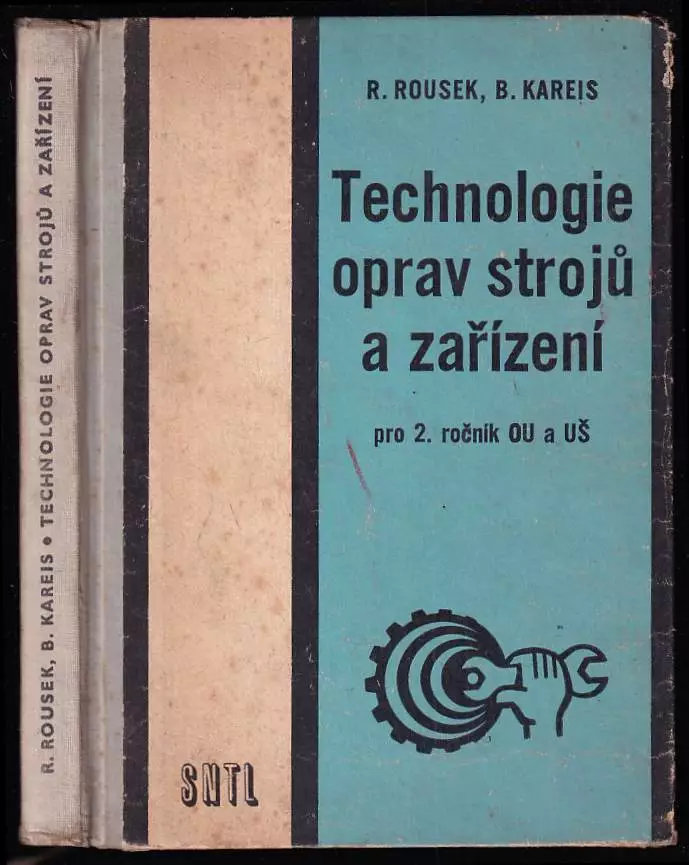 R. ROUSEK, B. KAREIS • TECHNOLOGIE OPRAV STROJŮ A ZAŘÍZENÍ
R. ROUSEK, B. KAREIS
Technologie
oprav strojů
a zařízení
pro 2. ročník OU a UŠ
SNTL